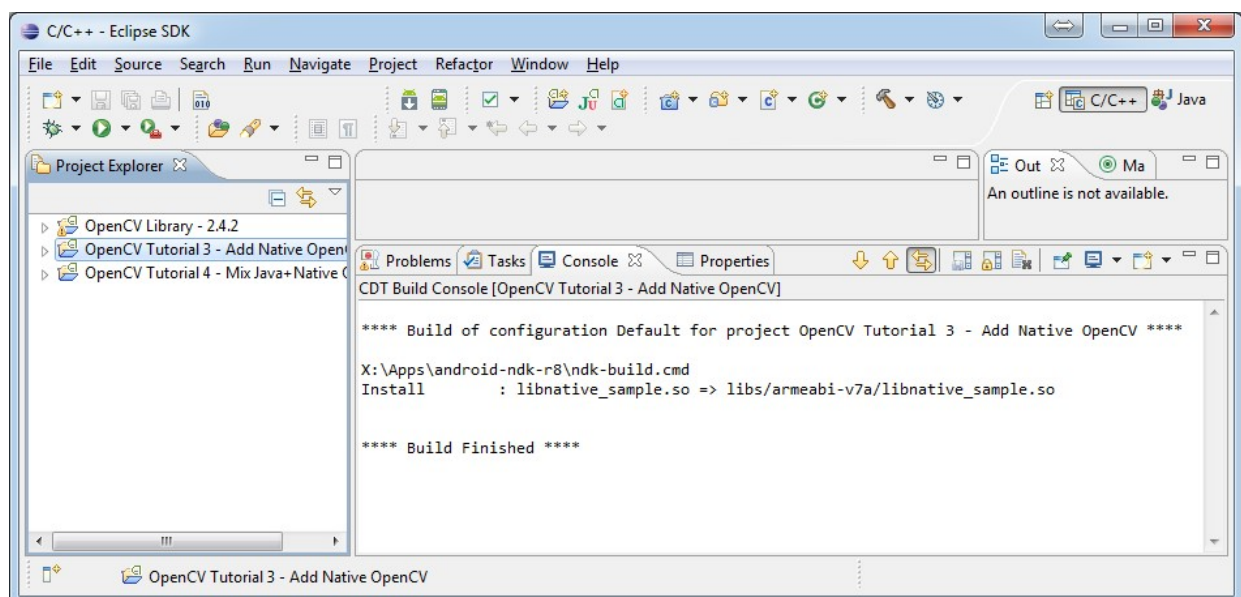 C/C++ - Eclipse SDK
File Edit Source Search Run Navigate Project Refactor Window Help
010
C/C++ Java
Project Explorer
OpenCV Library - 2.4.2
OpenCV Tutorial 3 - Add Native Open
OpenCV Tutorial 4 - Mix Java+Native
Out Ma
An outline is not available.
Problems Tasks Console Properties
CDT Build Console [OpenCV Tutorial 3 - Add Native OpenCV]
**** Build of configuration Default for project OpenCV Tutorial 3 - Add Native OpenCV ****
X:\Apps\android-ndk-r8\ndk-build.cmd
Install : libnative_sample.so => libs/armeabi-v7a/libnative_sample.so
**** Build Finished ****
OpenCV Tutorial 3 - Add Native OpenCV